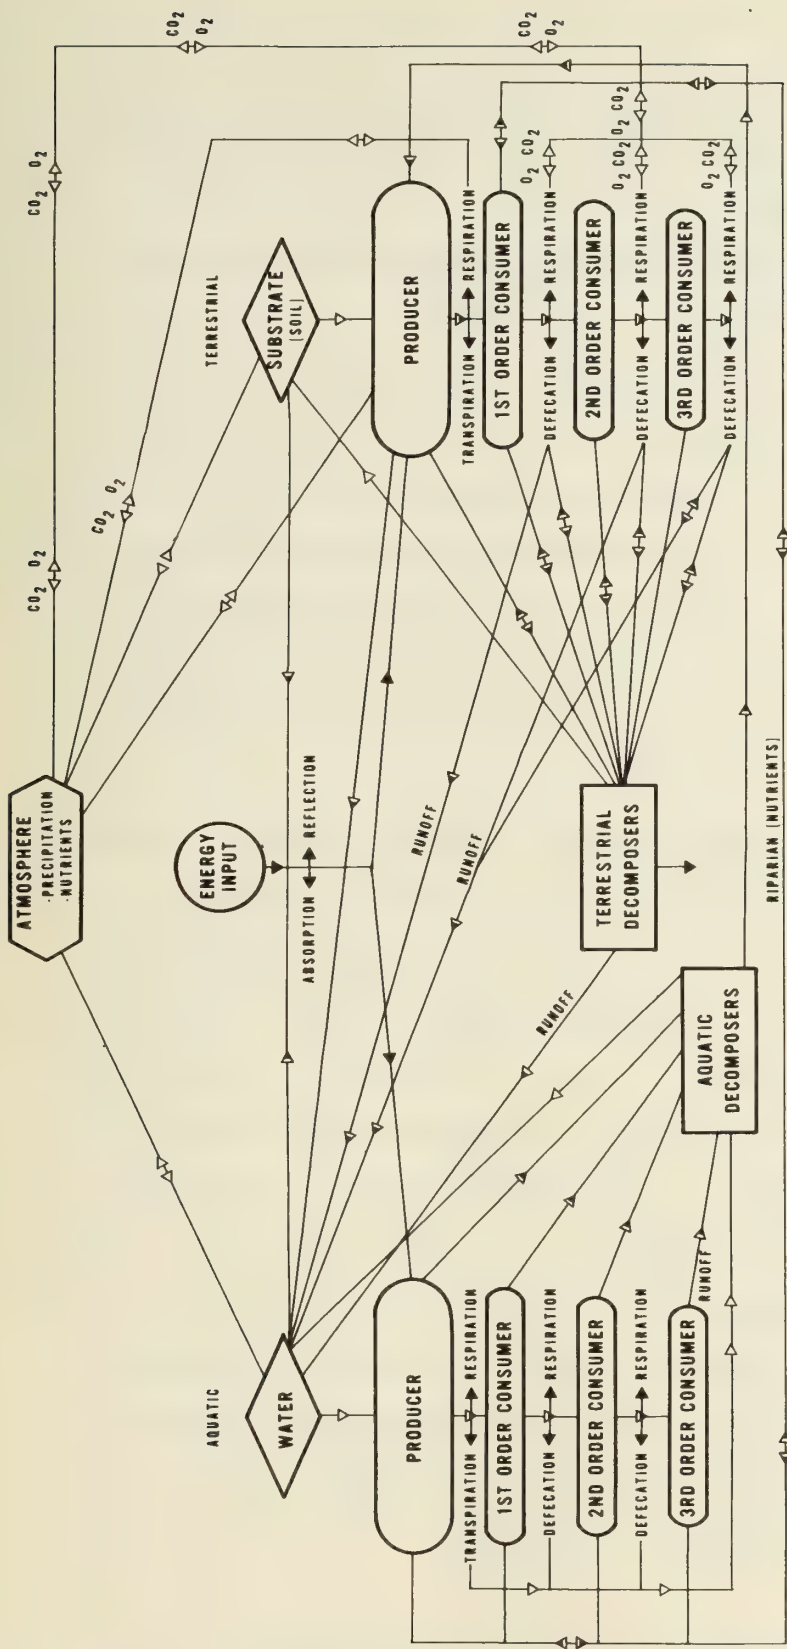 CO₂ O₂
CO₂ O₂
CO₂
O₂
ATMOSPHERE
·PRECIPITATION
·NUTRIENTS
CO₂ O₂
AQUATIC
TERRESTRIAL
ENERGY
INPUT
WATER
SUBSTRATE
(SOIL)
ABSORPTION
REFLECTION
PRODUCER
PRODUCER
RUNOFF
TRANSPIRATION
RESPIRATION
TRANSPIRATION
RESPIRATION
RUNOFF
1ST ORDER CONSUMER
1ST ORDER CONSUMER
CO₂
O₂
DEFECATION
RESPIRATION
RUNOFF
DEFECATION
RESPIRATION
O₂ CO₂
2ND ORDER CONSUMER
TERRESTRIAL
DECOMPOSERS
2ND ORDER CONSUMER
O₂ CO₂
DEFECATION
RESPIRATION
DEFECATION
RESPIRATION
O₂ CO₂
3RD ORDER CONSUMER
RUNOFF
AQUATIC
DECOMPOSERS
3RD ORDER CONSUMER
DEFECATION
RESPIRATION
O₂ CO₂
RIPARIAN (NUTRIENTS)